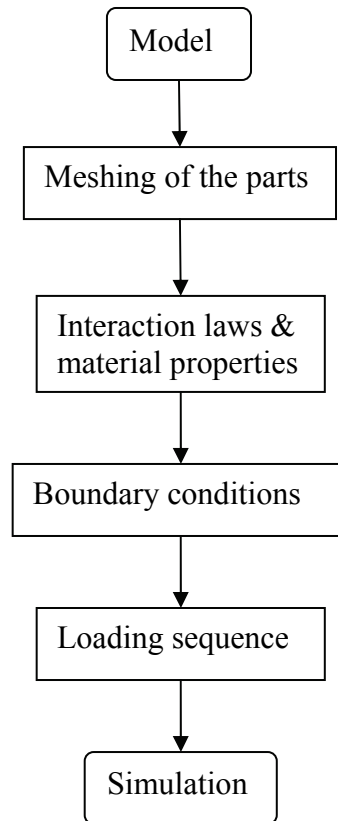 Model
Meshing of the parts
Interaction laws &
material properties
Boundary conditions
Loading sequence
Simulation